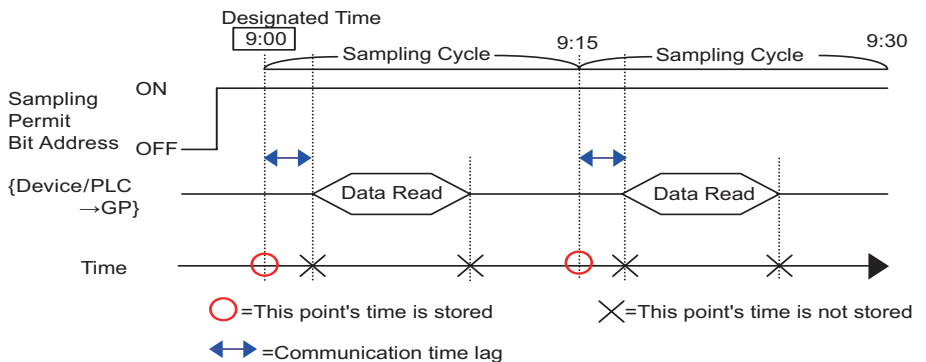 Designated Time
9:00
Sampling Cycle
9:15
Sampling Cycle
9:30
Sampling
Permit
Bit Address
ON
OFF
{Device/PLC
→GP}
Data Read
Data Read
Time
=This point's time is stored
=This point's time is not stored
=Communication time lag